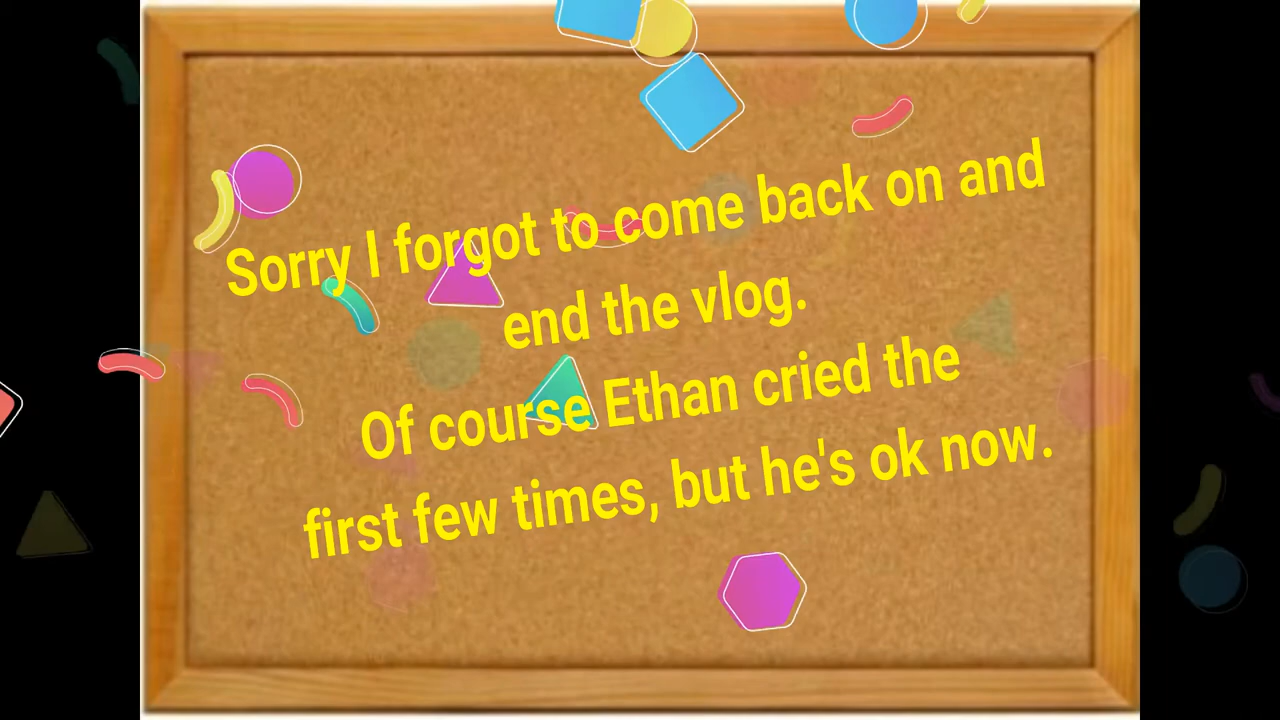 Sorry I forgot to come back on and
end the vlog.
Of course Ethan cried the
first few times, but he's ok now.